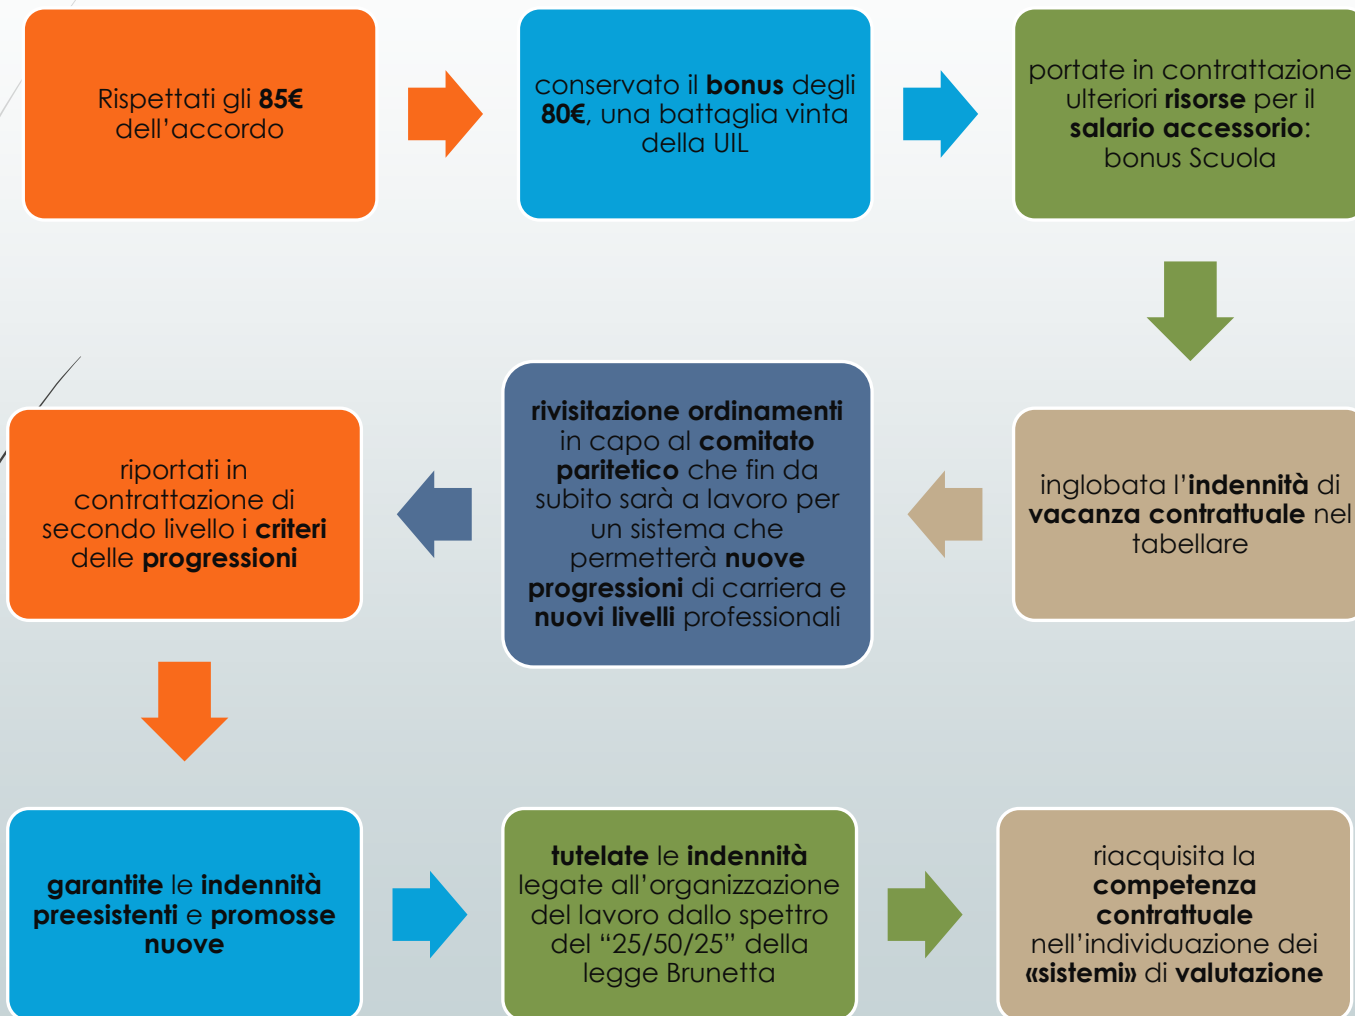 Rispettati gli 85€
dell'accordo
conservato il bonus degli
80€, una battaglia vinta
della UIL
portate in contrattazione
ulteriori risorse per il
salario accessorio:
bonus Scuola
inglobata l'indennità di
vacanza contrattuale nel
tabellare
rivisitazione ordinamenti
in capo al comitato
paritetico che fin da
subito sarà a lavoro per
un sistema che
permetterà nuove
progressioni di carriera e
nuovi livelli professionali
riportati in
contrattazione di
secondo livello i criteri
delle progressioni
garantite le indennità
preesistenti e promosse
nuove
tutelate le indennità
legate all'organizzazione
del lavoro dallo spettro
del “25/50/25” della
legge Brunetta
riacquisita la
competenza
contrattuale
nell'individuazione dei
«sistemi» di valutazione